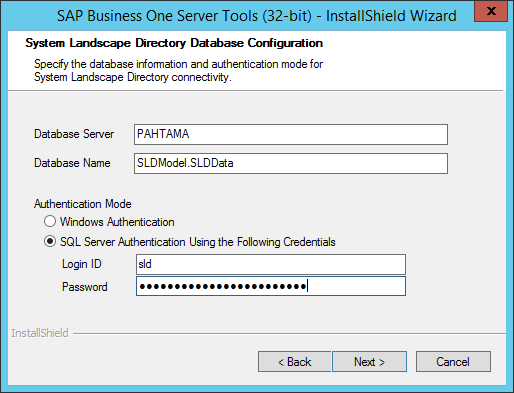 SAP Business One Server Tools (32-bit) - InstallShield Wizard
System Landscape Directory Database Configuration
Specify the database information and authentication mode for
System Landscape Directory connectivity.
Database Server PAHTAMA
Database Name SLDModel.SLDData
Authentication Mode
Windows Authentication
SQL Server Authentication Using the Following Credentials
Login ID sld
Password ●●●●●●●●●●●●●●●●●●●●●●●●
InstallShield
< Back Next > Cancel